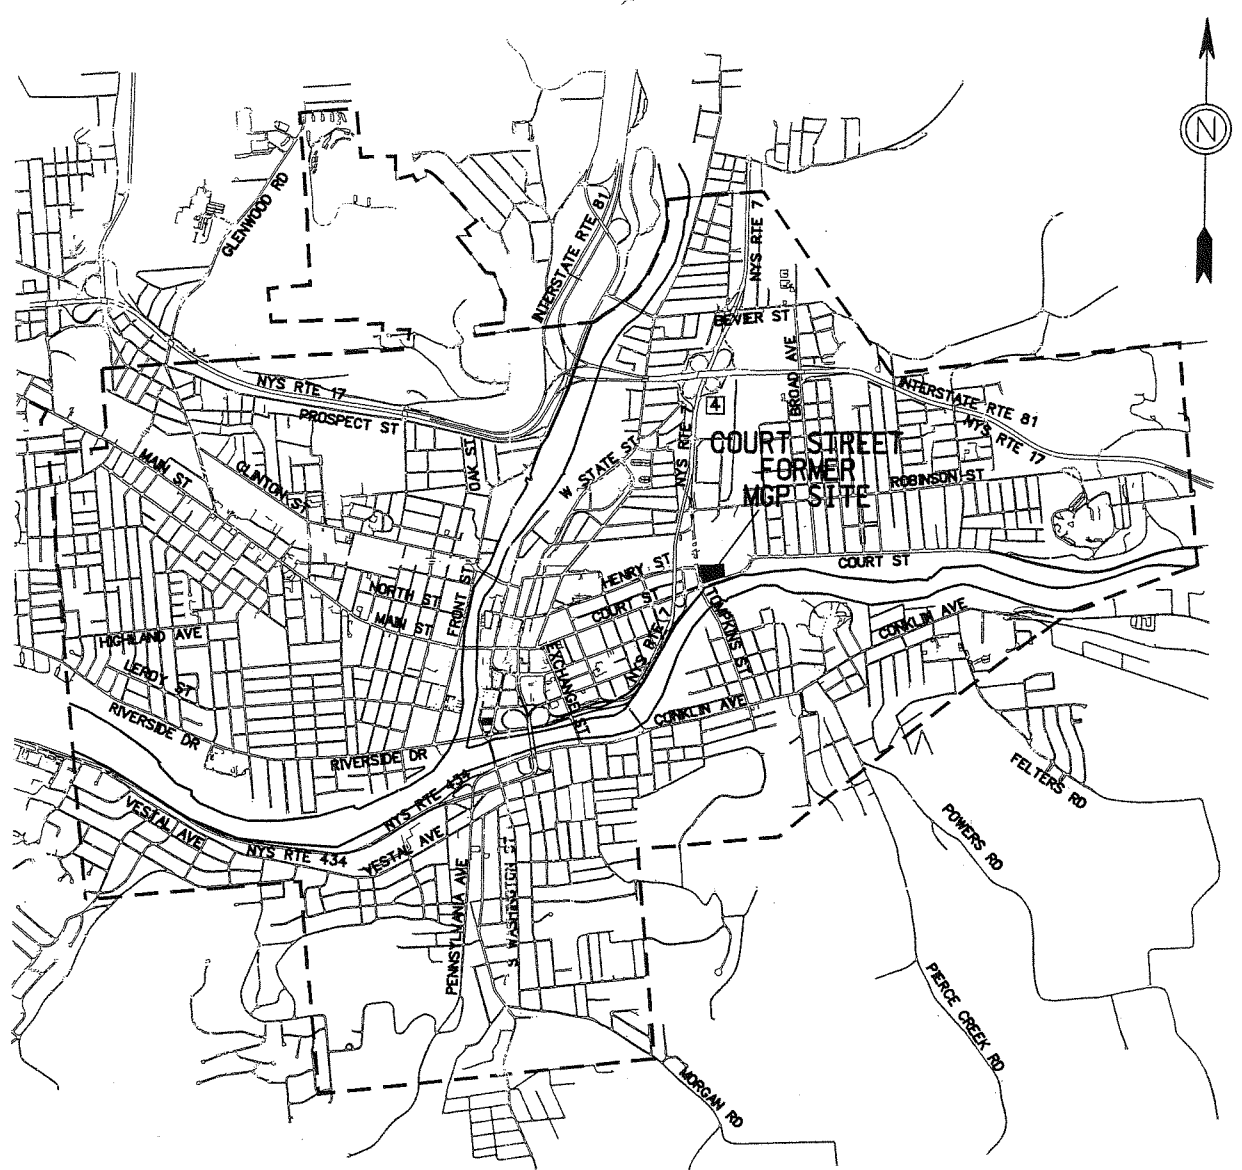 N
GLENWOOD RD
INTERSTATE RTE 81
NYS RTE 7
BEVIER ST
BROAD AVE
NYS RTE 17
PROSPECT ST
INTERSTATE RTE 81
NYS RTE 17
4
NYS RTE 7
COURT STREET
FORMER
MGP SITE
MAIN ST
CLINTON ST
OAK ST
W STATE ST
ROBINSON ST
COURT ST
HENRY ST
COURT ST
NORTH ST
MAIN ST
FRONT ST
TOMPKINS ST
CONKLIN AVE
HIGHLAND AVE
LEROY ST
EXCHANGE ST
NYS RTE 7
RIVERSIDE DR
RIVERSIDE DR
CONKLIN AVE
FELTERS RD
VESTAL AVE
NYS RTE 434
NYS RTE 434
VESTAL AVE
POWERS RD
PENNSYLVANIA AVE
S WASHINGTON ST
PIERCE CREEK RD
MORGAN RD